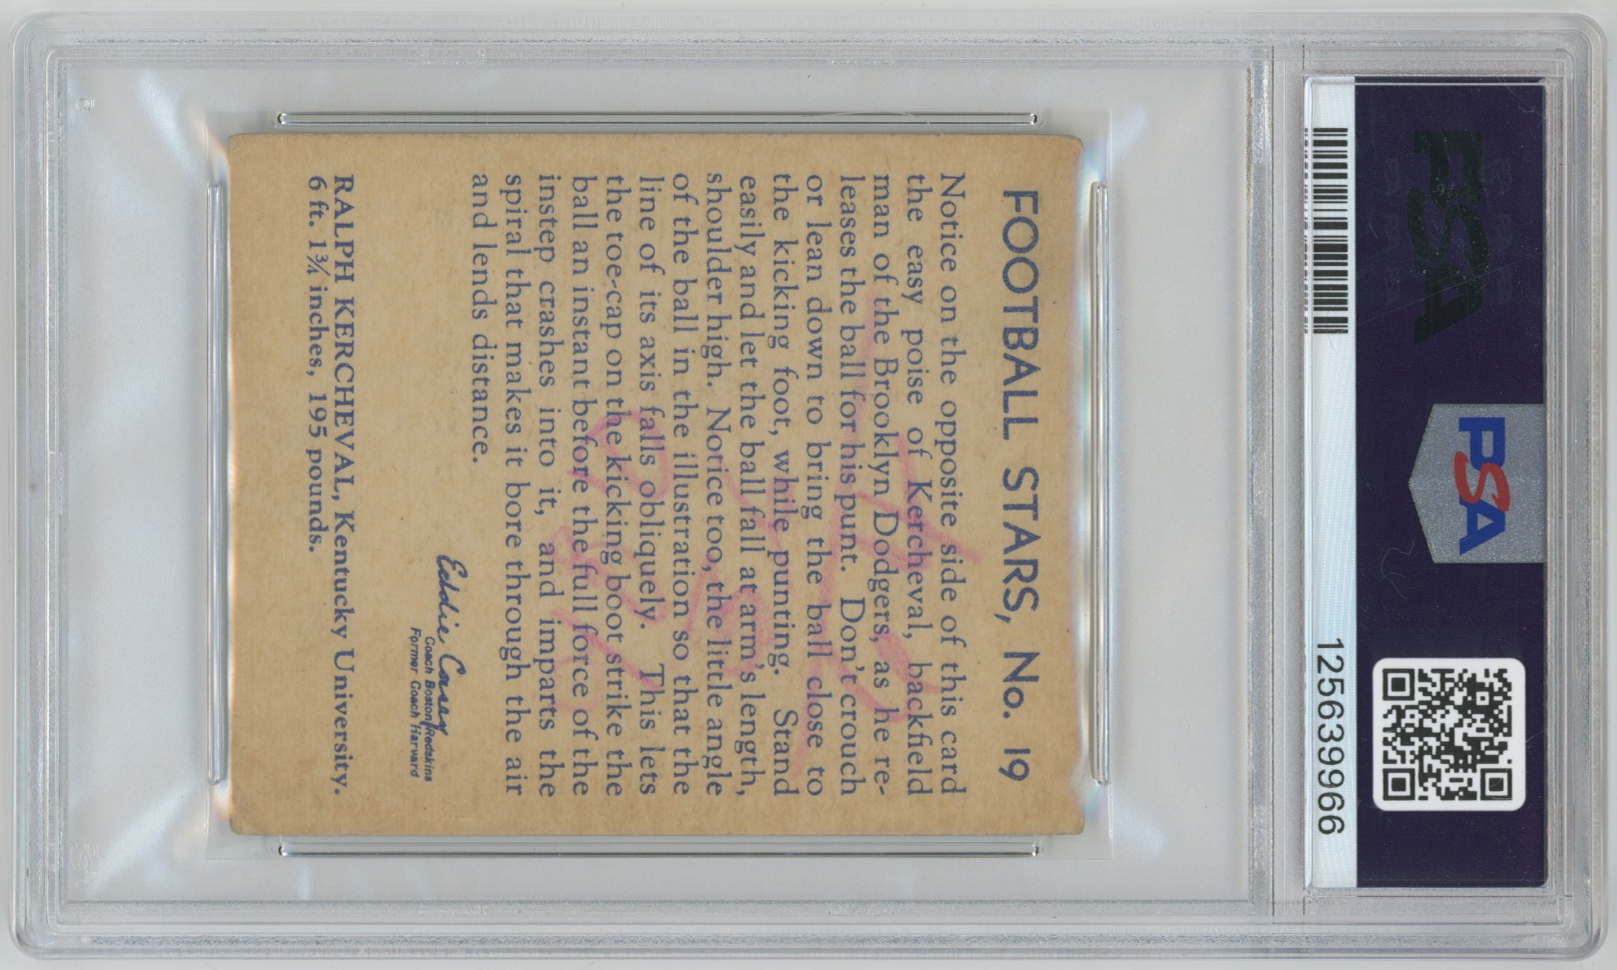 PSA
PSA
125639966
FOOTBALL STARS, No. 19
Notice on the opposite side of this card
the easy poise of Kercheval, backfield
man of the Brooklyn Dodgers, as he re-
leases the ball for his punt. Don't crouch
or lean down to bring the ball close to
the kicking foot, while punting. Stand
easily and let the ball fall at arm's length,
shoulder high. Notice too, the little angle
of the ball in the illustration so that the
line of its axis falls obliquely. This lets
the toe-cap on the kicking boot strike the
ball an instant before the full force of the
instep crashes into it, and imparts the
spiral that makes it bore through the air
and lends distance.
Eddie Casey
Coach Boston Redskins
Former Coach Harvard
RALPH KERCHEVAL, Kentucky University.
6 ft. 1¾ inches, 195 pounds.